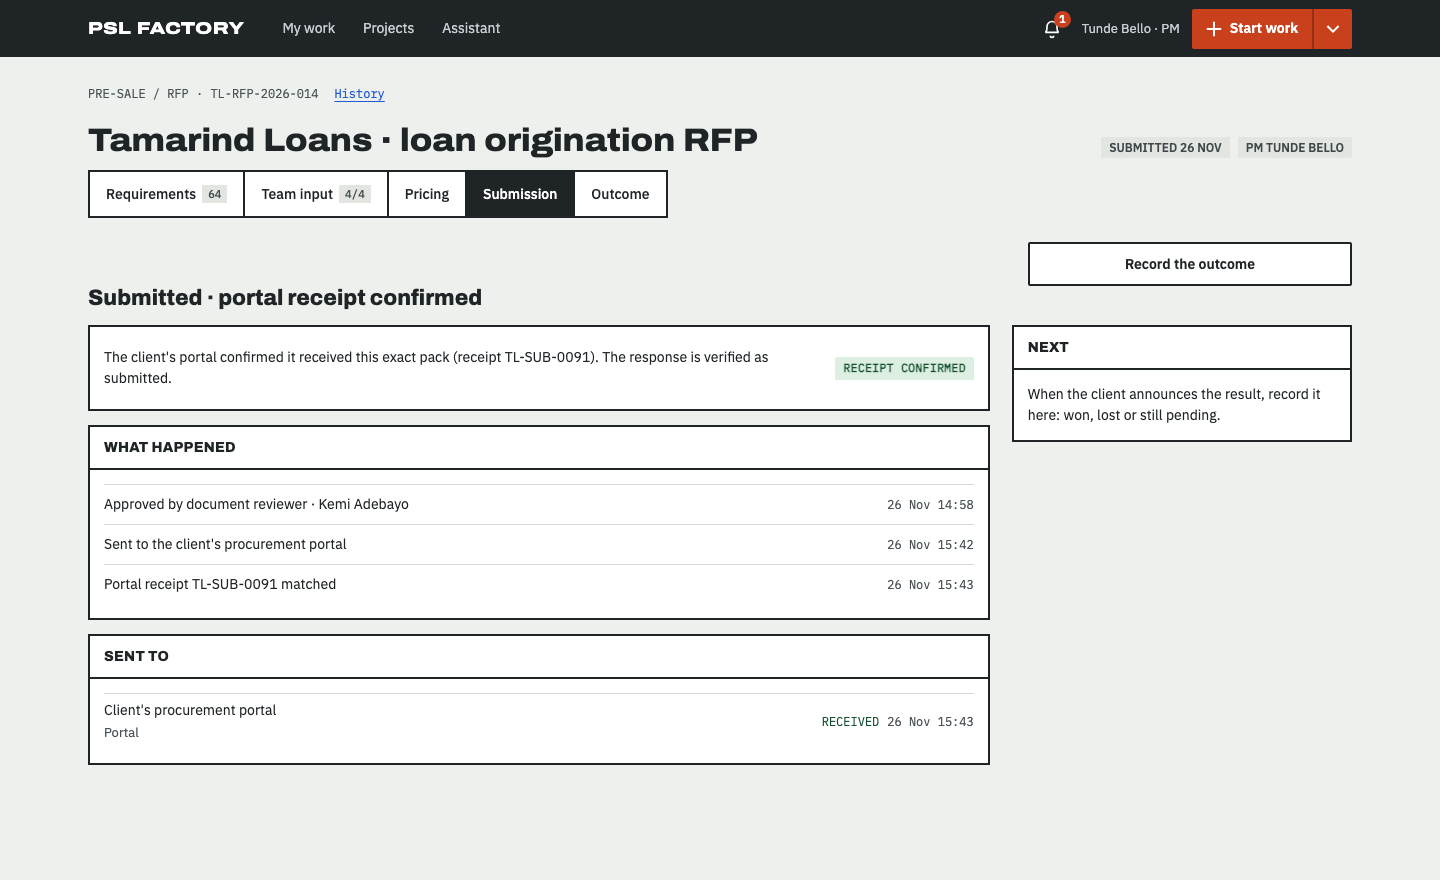 PSL FACTORY
My work
Projects
Assistant
1
Tunde Bello · PM
Start work
PRE-SALE / RFP · TL-RFP-2026-014
History
Tamarind Loans · loan origination RFP
SUBMITTED 26 NOV
PM TUNDE BELLO
Requirements 64
Team input 4/4
Pricing
Submission
Outcome
Record the outcome
Submitted · portal receipt confirmed
The client's portal confirmed it received this exact pack (receipt TL-SUB-0091). The response is verified as
submitted.
RECEIPT CONFIRMED
NEXT
When the client announces the result, record it
here: won, lost or still pending.
WHAT HAPPENED
Approved by document reviewer · Kemi Adebayo
26 Nov 14:58
Sent to the client's procurement portal
26 Nov 15:42
Portal receipt TL-SUB-0091 matched
26 Nov 15:43
SENT TO
Client's procurement portal
Portal
RECEIVED 26 Nov 15:43